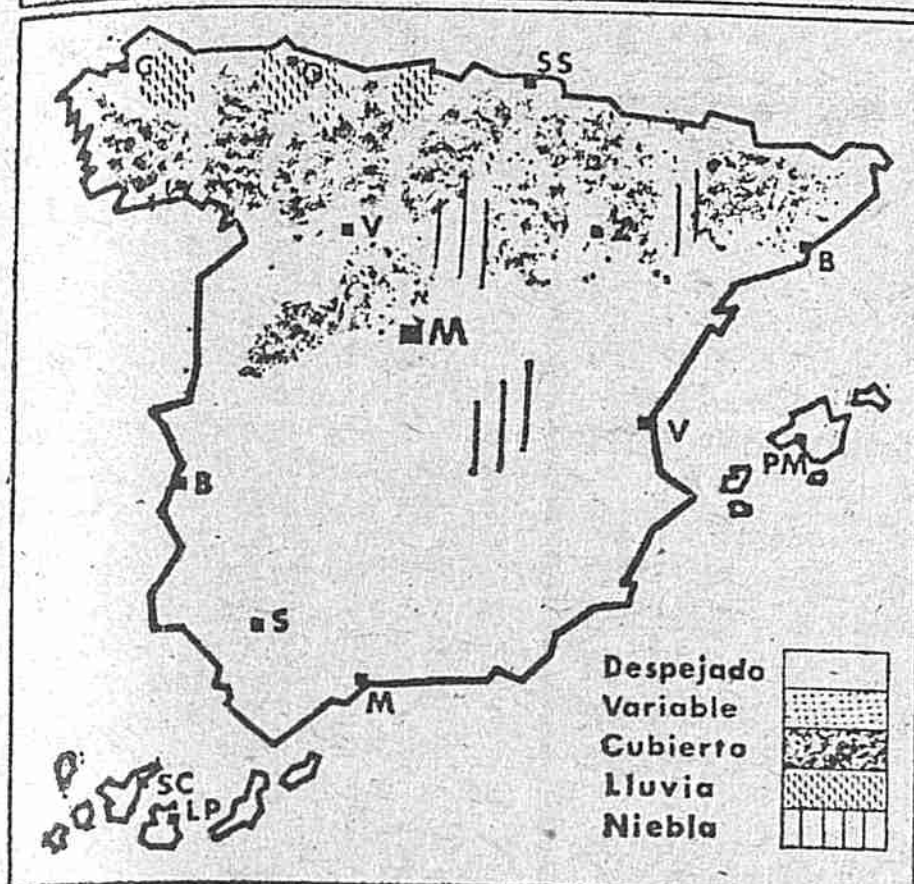 C
O
SS
V
Z
B
M
V
PM
B
S
M
SC
LP
Despejado
Variable
Cubierto
Lluvia
Niebla